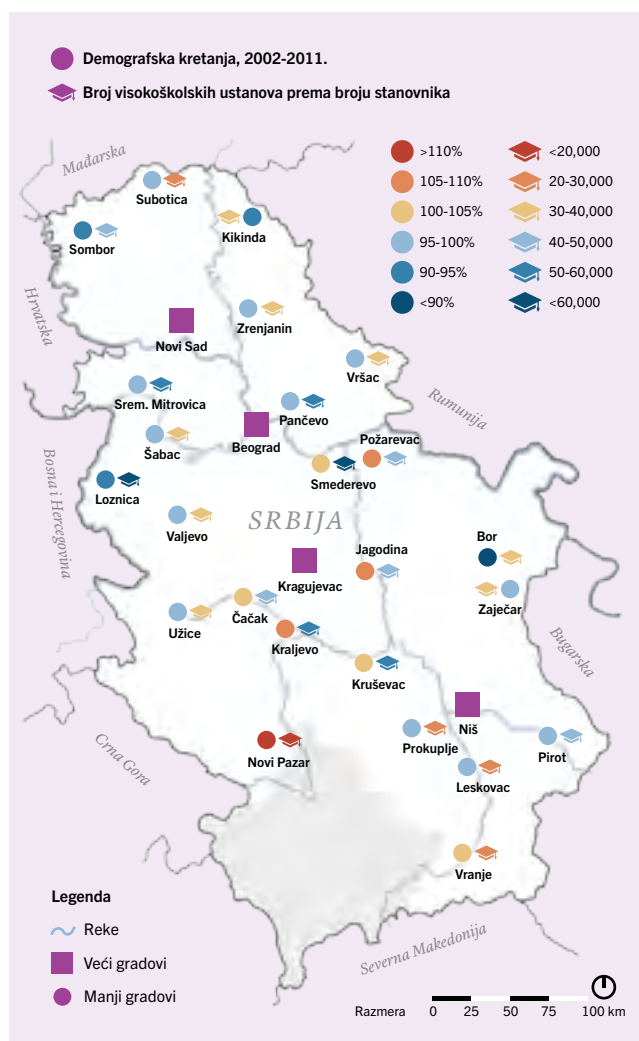 Demografska kretanja, 2002-2011.
Broj visokoškolskih ustanova prema broju stanovnika
>110%
<20,000
105-110%
20-30,000
100-105%
30-40,000
95-100%
40-50,000
90-95%
50-60,000
<90%
<60,000
Mađarska
Subotica
Sombor
Kikinda
Hrvatska
Zrenjanin
Novi Sad
Vršac
Srem. Mitrovica
Pančevo
Rumunija
Šabac
Beograd
Požarevac
Smederevo
Loznica
Bosna i Hercegovina
Valjevo
SRBIJA
Bor
Jagodina
Kragujevac
Zaječar
Užice
Čačak
Kraljevo
Bugarska
Kruševac
Niš
Prokuplje
Pirot
Crna Gora
Novi Pazar
Leskovac
Vranje
Severna Makedonija
Legenda
Reke
Veći gradovi
Manji gradovi
Razmera
0 25 50 75 100 km